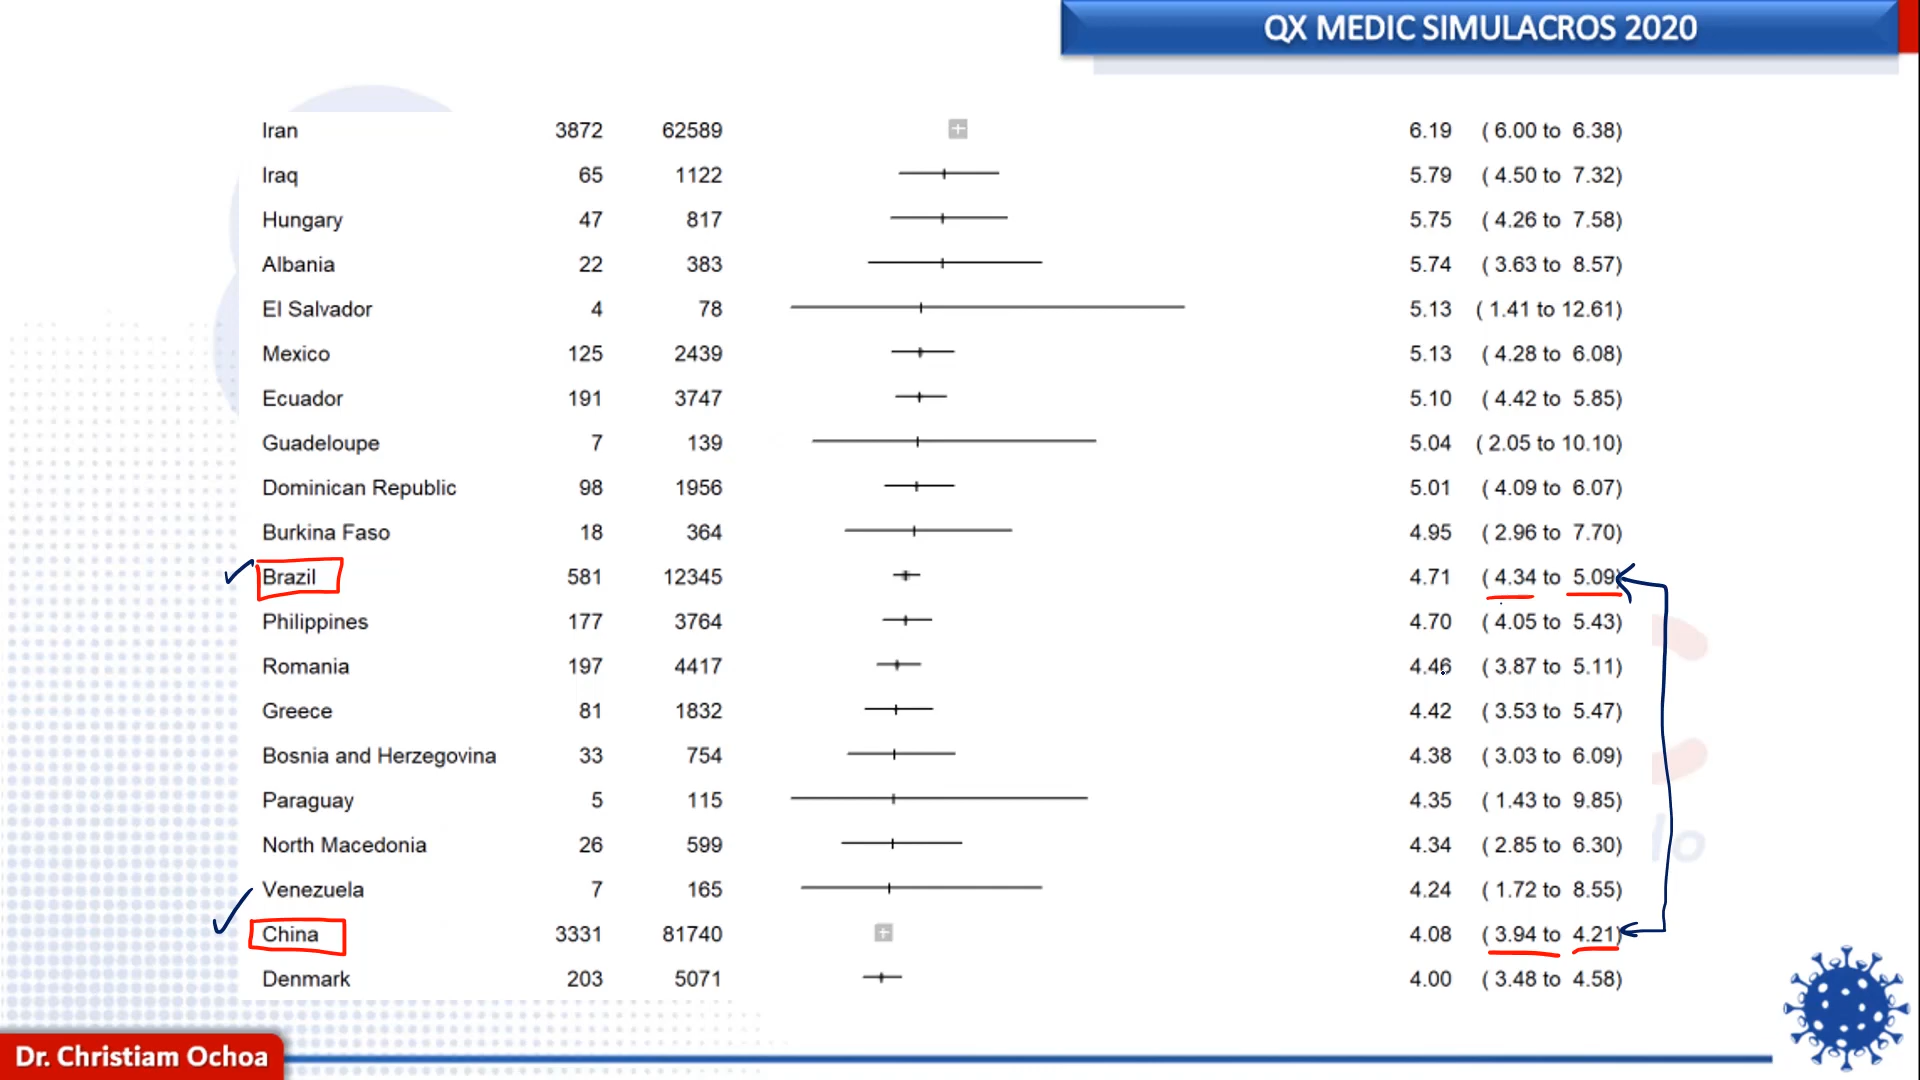 QX MEDIC SIMULACROS 2020
Iran 3872 62589 6.19 ( 6.00 to 6.38)
Iraq 65 1122 5.79 ( 4.50 to 7.32)
Hungary 47 817 5.75 ( 4.26 to 7.58)
Albania 22 383 5.74 ( 3.63 to 8.57)
El Salvador 4 78 5.13 ( 1.41 to 12.61)
Mexico 125 2439 5.13 ( 4.28 to 6.08)
Ecuador 191 3747 5.10 ( 4.42 to 5.85)
Guadeloupe 7 139 5.04 ( 2.05 to 10.10)
Dominican Republic 98 1956 5.01 ( 4.09 to 6.07)
Burkina Faso 18 364 4.95 ( 2.96 to 7.70)
Brazil 581 12345 4.71 ( 4.34 to 5.09)
Philippines 177 3764 4.70 ( 4.05 to 5.43)
Romania 197 4417 4.46 ( 3.87 to 5.11)
Greece 81 1832 4.42 ( 3.53 to 5.47)
Bosnia and Herzegovina 33 754 4.38 ( 3.03 to 6.09)
Paraguay 5 115 4.35 ( 1.43 to 9.85)
North Macedonia 26 599 4.34 ( 2.85 to 6.30)
Venezuela 7 165 4.24 ( 1.72 to 8.55)
China 3331 81740 4.08 ( 3.94 to 4.21)
Denmark 203 5071 4.00 ( 3.48 to 4.58)
Dr. Christiam Ochoa